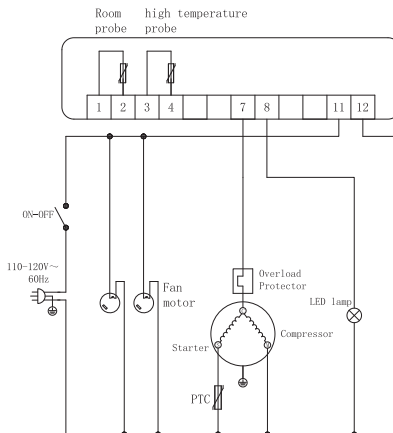 Room high temperature
probe probe
1 2 3 4 7 8 11 12
ON-OFF
110-120V~
60Hz
Fan
motor
Overload
Protector
LED lamp
Starter
Compressor
PTC